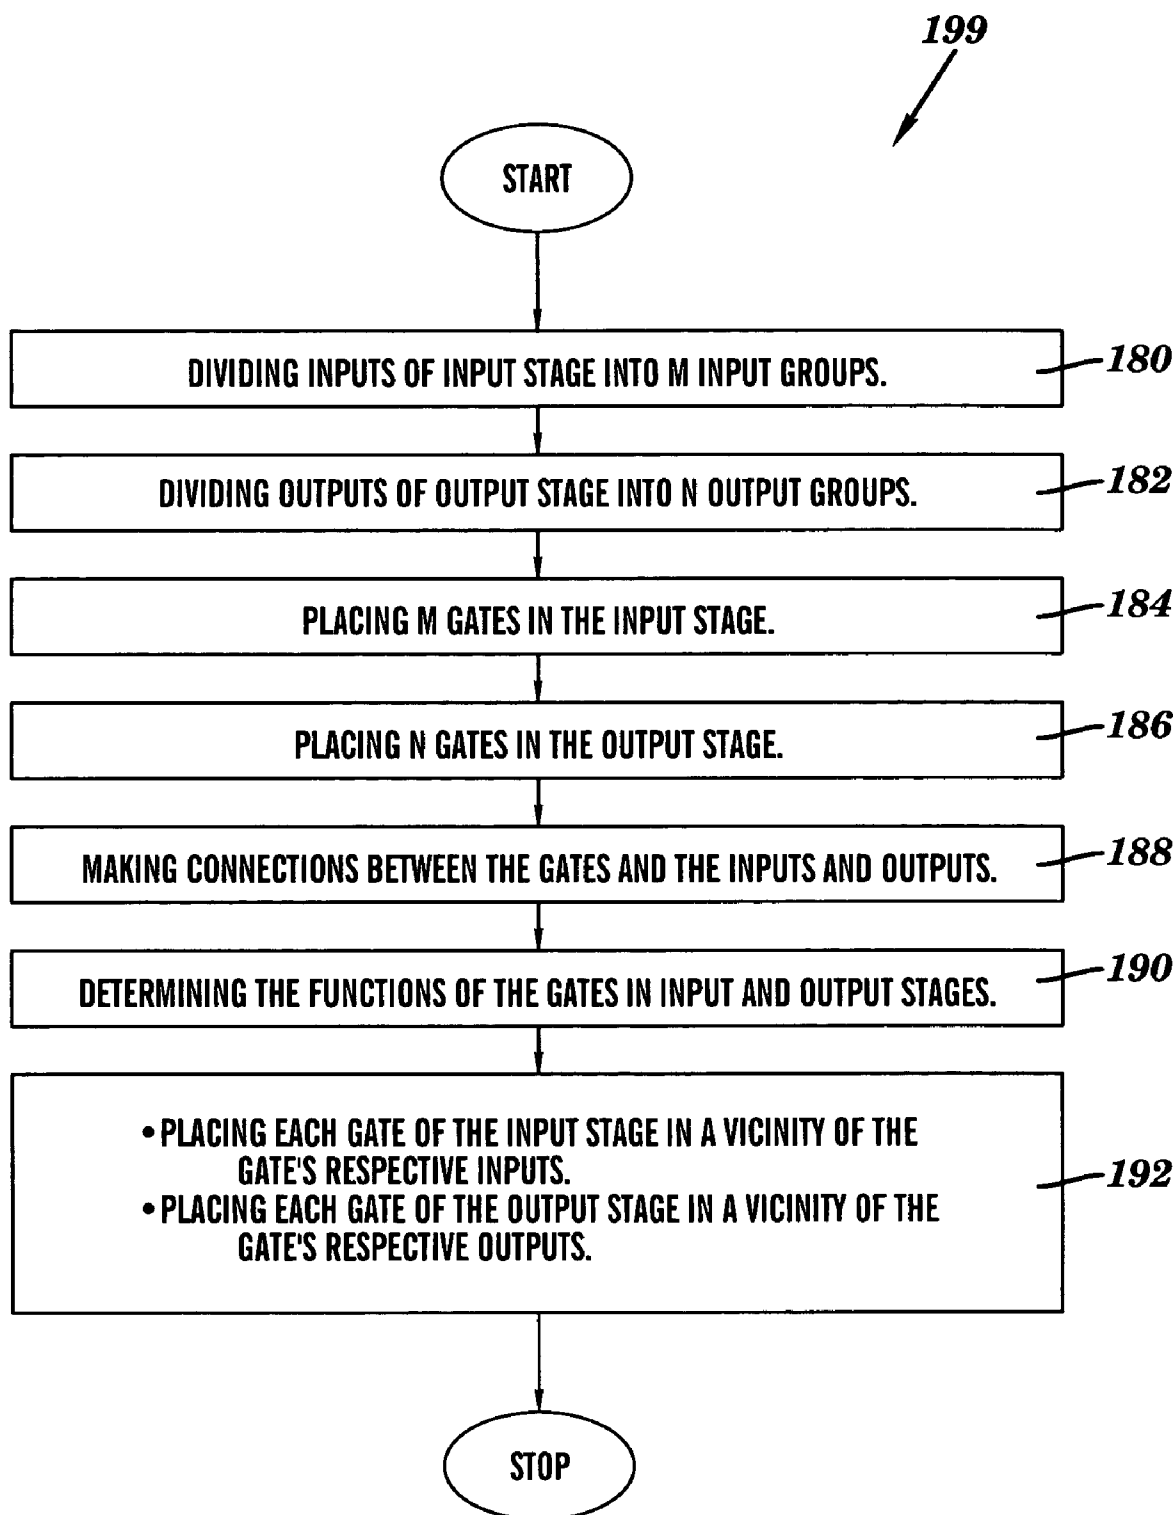 199
START
DIVIDING INPUTS OF INPUT STAGE INTO M INPUT GROUPS.
180
DIVIDING OUTPUTS OF OUTPUT STAGE INTO N OUTPUT GROUPS.
182
PLACING M GATES IN THE INPUT STAGE.
184
PLACING N GATES IN THE OUTPUT STAGE.
186
MAKING CONNECTIONS BETWEEN THE GATES AND THE INPUTS AND OUTPUTS.
188
DETERMINING THE FUNCTIONS OF THE GATES IN INPUT AND OUTPUT STAGES.
190
• PLACING EACH GATE OF THE INPUT STAGE IN A VICINITY OF THE
GATE'S RESPECTIVE INPUTS.
• PLACING EACH GATE OF THE OUTPUT STAGE IN A VICINITY OF THE
GATE'S RESPECTIVE OUTPUTS.
192
STOP